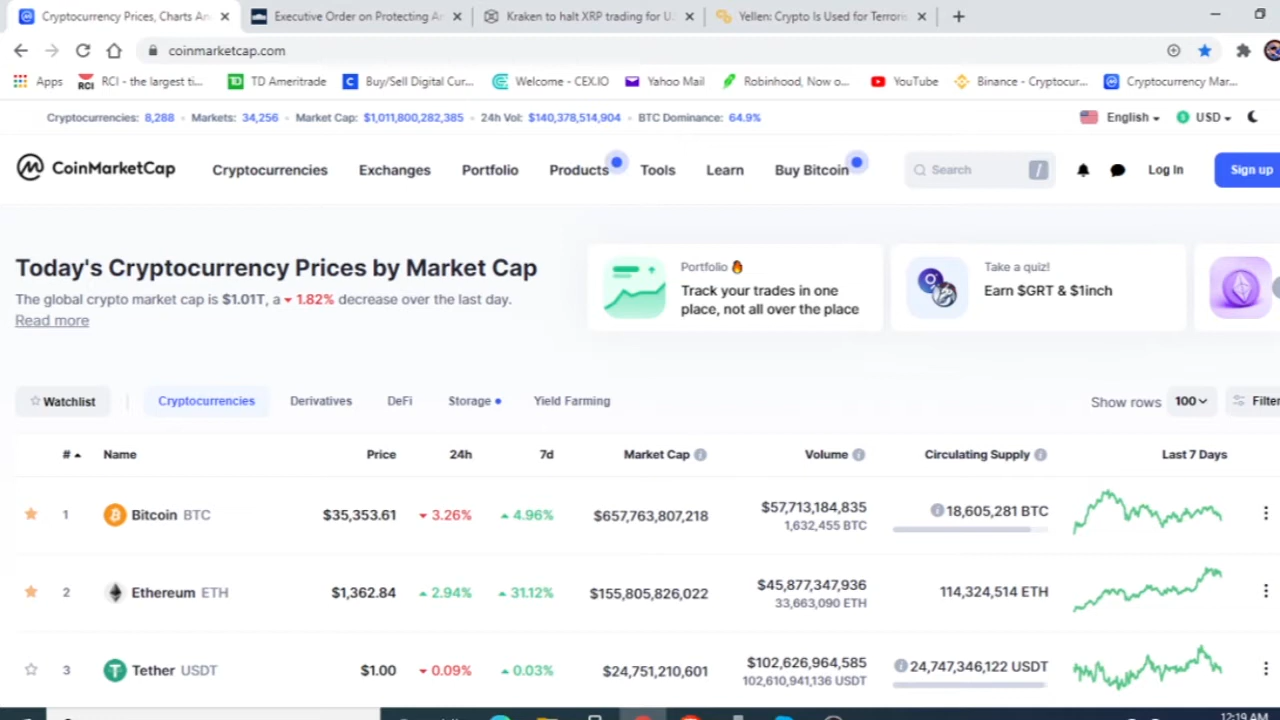 Cryptocurrency Prices, Charts An
Executive Order on Protecting Ar
Kraken to halt XRP trading for U.
Yellen: Crypto Is Used for Terroris
coinmarketcap.com
Apps
RCI - the largest ti...
TD Ameritrade
Buy/Sell Digital Cur...
Welcome - CEX.IO
Yahoo Mail
Robinhood, Now o...
YouTube
Binance - Cryptocur...
Cryptocurrency Mar...
Cryptocurrencies: 8,288 Markets: 34,256 Market Cap: $1,011,800,282,385 24h Vol: $140,378,514,904 BTC Dominance: 64.9%
English
USD
CoinMarketCap
Cryptocurrencies
Exchanges
Portfolio
Products
Tools
Learn
Buy Bitcoin
Search /
Log In
Sign up
Today's Cryptocurrency Prices by Market Cap
The global crypto market cap is $1.01T, a 1.82% decrease over the last day.
Read more
Portfolio
Track your trades in one
place, not all over the place
Take a quiz!
Earn $GRT & $1inch
Watchlist
Cryptocurrencies
Derivatives
DeFi
Storage
Yield Farming
Show rows 100
Filter
# Name Price 24h 7d Market Cap Volume Circulating Supply Last 7 Days
1 Bitcoin BTC $35,353.61 3.26% 4.96% $657,763,807,218 $57,713,184,835 18,605,281 BTC
1,632,455 BTC
2 Ethereum ETH $1,362.84 2.94% 31.12% $155,805,826,022 $45,877,347,936 114,324,514 ETH
33,663,090 ETH
3 Tether USDT $1.00 0.09% 0.03% $24,751,210,601 $102,626,964,585 24,747,346,122 USDT
102,610,941,136 USDT
12:19 AM